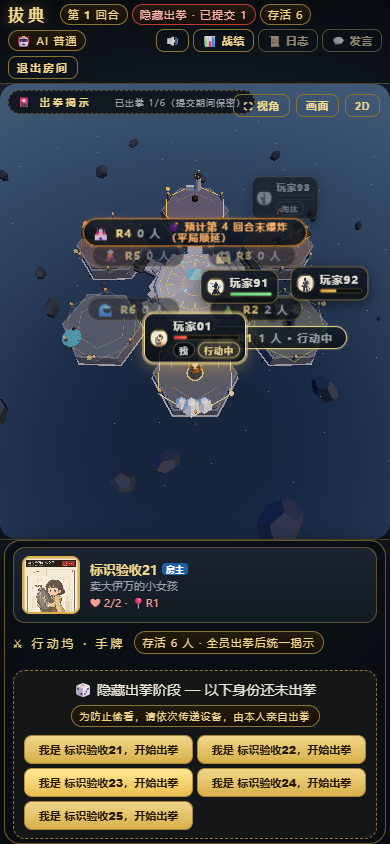 拔典 第 1 回合 隐藏出拳 · 已提交 1 存活 6
AI 普通 战绩 日志 发言
退出房间
出拳揭示 已出拳 1/6（提交期间保密） 视角 画面 2D
玩家93
R4 0 人 预计第 4 回合末爆炸
（平局顺延）
R5 0 人 R3 0 人
玩家91 玩家92
R6 R2 2 人
玩家01
我 行动中
1 1 人 · 行动中
标识验收21 房主
卖大伊万的小女孩
2/2 · R1
行动坞 · 手牌 存活 6 人 · 全员出拳后统一揭示
隐藏出拳阶段 — 以下身份还未出拳
为防止偷看，请依次传递设备，由本人亲自出拳
我是 标识验收21，开始出拳 我是 标识验收22，开始出拳
我是 标识验收23，开始出拳 我是 标识验收24，开始出拳
我是 标识验收25，开始出拳